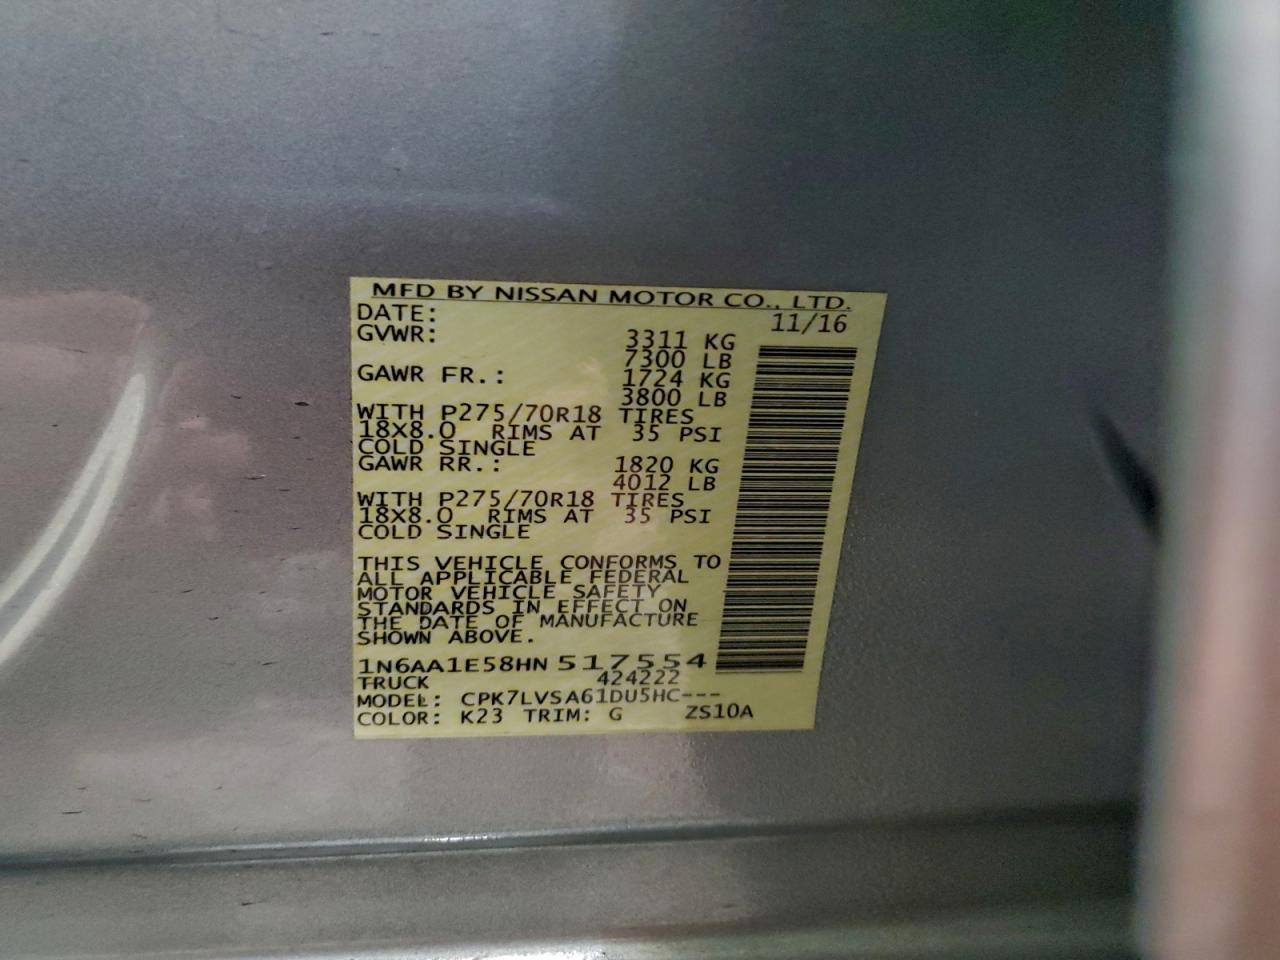 MFD BY NISSAN MOTOR CO., LTD.
DATE: 11/16
GVWR: 3311 KG
7300 LB
GAWR FR.: 1724 KG
3800 LB
WITH P275/70R18 TIRES
18X8.0 RIMS AT 35 PSI
COLD SINGLE
GAWR RR.: 1820 KG
4012 LB
WITH P275/70R18 TIRES
18X8.0 RIMS AT 35 PSI
COLD SINGLE
THIS VEHICLE CONFORMS TO
ALL APPLICABLE FEDERAL
MOTOR VEHICLE SAFETY
STANDARDS IN EFFECT ON
THE DATE OF MANUFACTURE
SHOWN ABOVE.
1N6AA1E58HN 517554
TRUCK 424222
MODEL: CPK7LVSA61DU5HC---
COLOR: K23 TRIM: G ZS10A